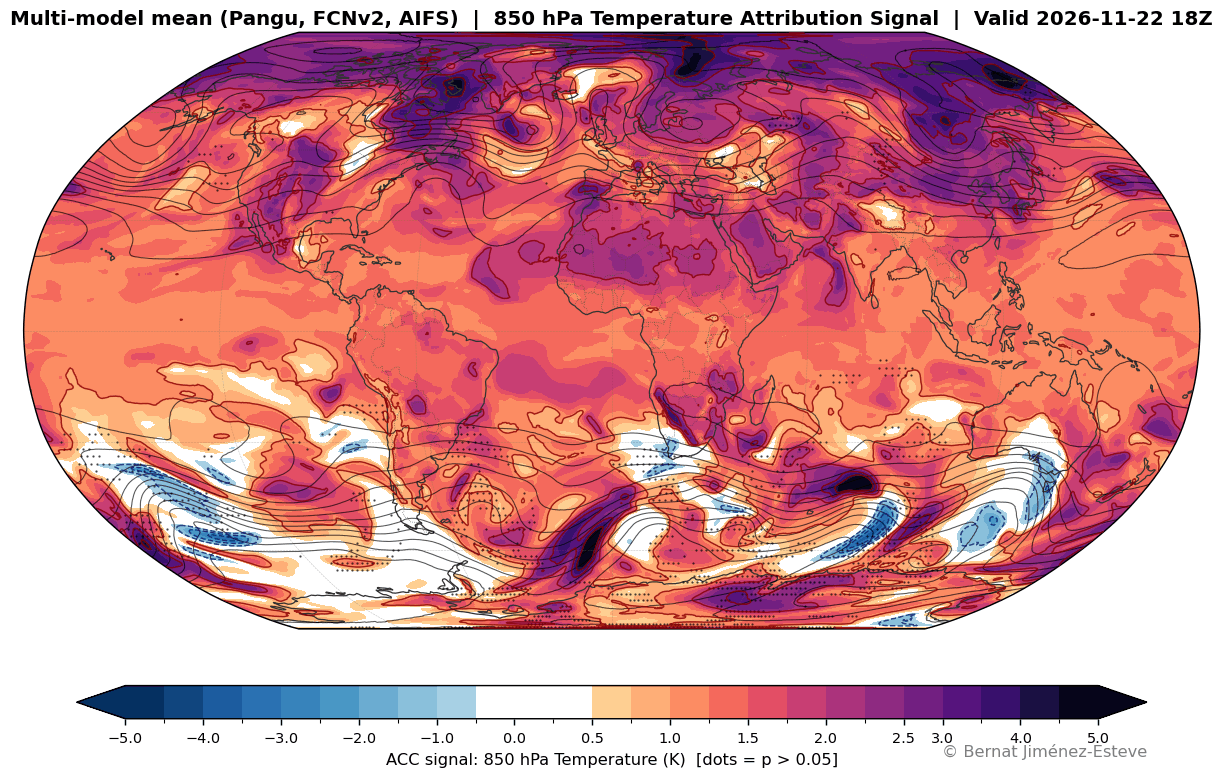 Multi-model mean (Pangu, FCNv2, AIFS)  |  850 hPa Temperature Attribution Signal  |  Valid 2026-11-22 18Z
−5.0 −4.0 −3.0 −2.0 −1.0 0.0 0.5 1.0 1.5 2.0 2.5 3.0 4.0 5.0
© Bernat Jiménez-Esteve
ACC signal: 850 hPa Temperature (K)  [dots = p > 0.05]